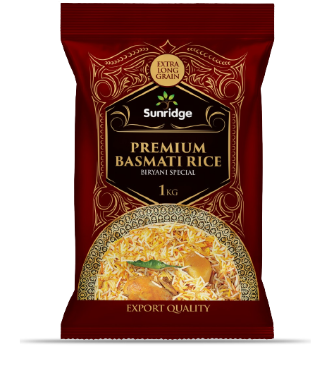 EXTRA
LONG
GRAIN
Sunridge
PREMIUM
BASMATI RICE
BIRYANI SPECIAL
1KG
EXPORT QUALITY